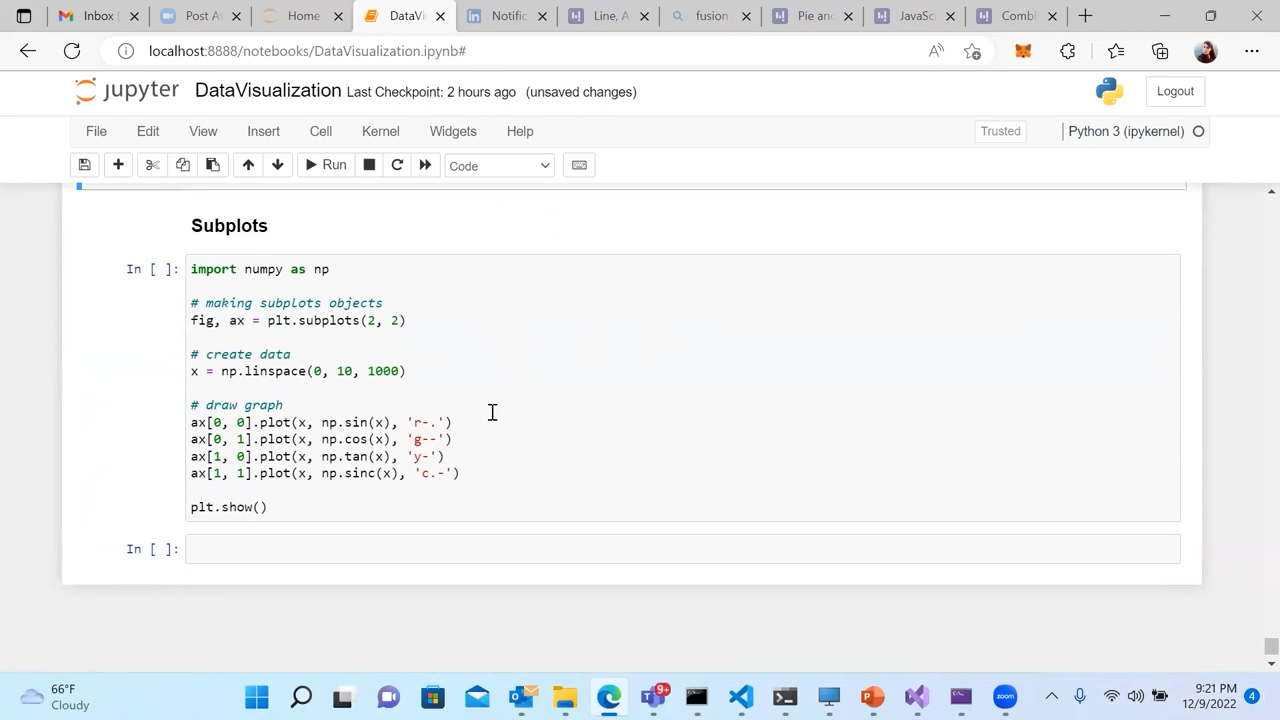 Inbox (
Post A
Home
DataVi
Notific
Line, A
fusion
Pie and
JavaSc
Combi
localhost:8888/notebooks/DataVisualization.ipynb#
jupyter DataVisualization Last Checkpoint: 2 hours ago (unsaved changes) Logout
File Edit View Insert Cell Kernel Widgets Help Trusted Python 3 (ipykernel)
Run Code
Subplots
In [ ]: import numpy as np
# making subplots objects
fig, ax = plt.subplots(2, 2)
# create data
x = np.linspace(0, 10, 1000)
# draw graph
ax[0, 0].plot(x, np.sin(x), 'r-.')
ax[0, 1].plot(x, np.cos(x), 'g--')
ax[1, 0].plot(x, np.tan(x), 'y-')
ax[1, 1].plot(x, np.sinc(x), 'c.-')
plt.show()
In [ ]:
66°F
Cloudy
9+
zoom
9:21 PM
12/9/2022
4